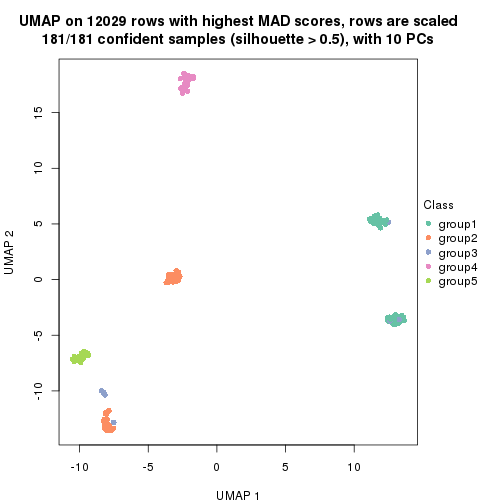 UMAP on 12029 rows with highest MAD scores, rows are scaled
181/181 confident samples (silhouette > 0.5), with 10 PCs
15
10
5
0
-5
-10
UMAP 2
-10
-5
0
5
10
UMAP 1
Class
group1
group2
group3
group4
group5